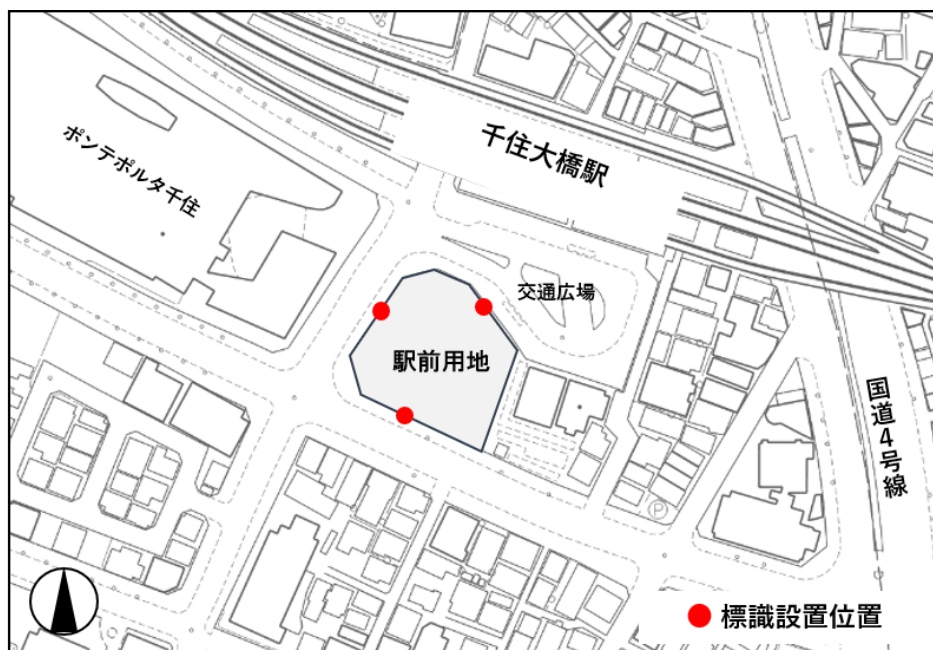 千住大橋駅
ポンテポルタ千住
交通広場
駅前用地
国道4号線
P
標識設置位置